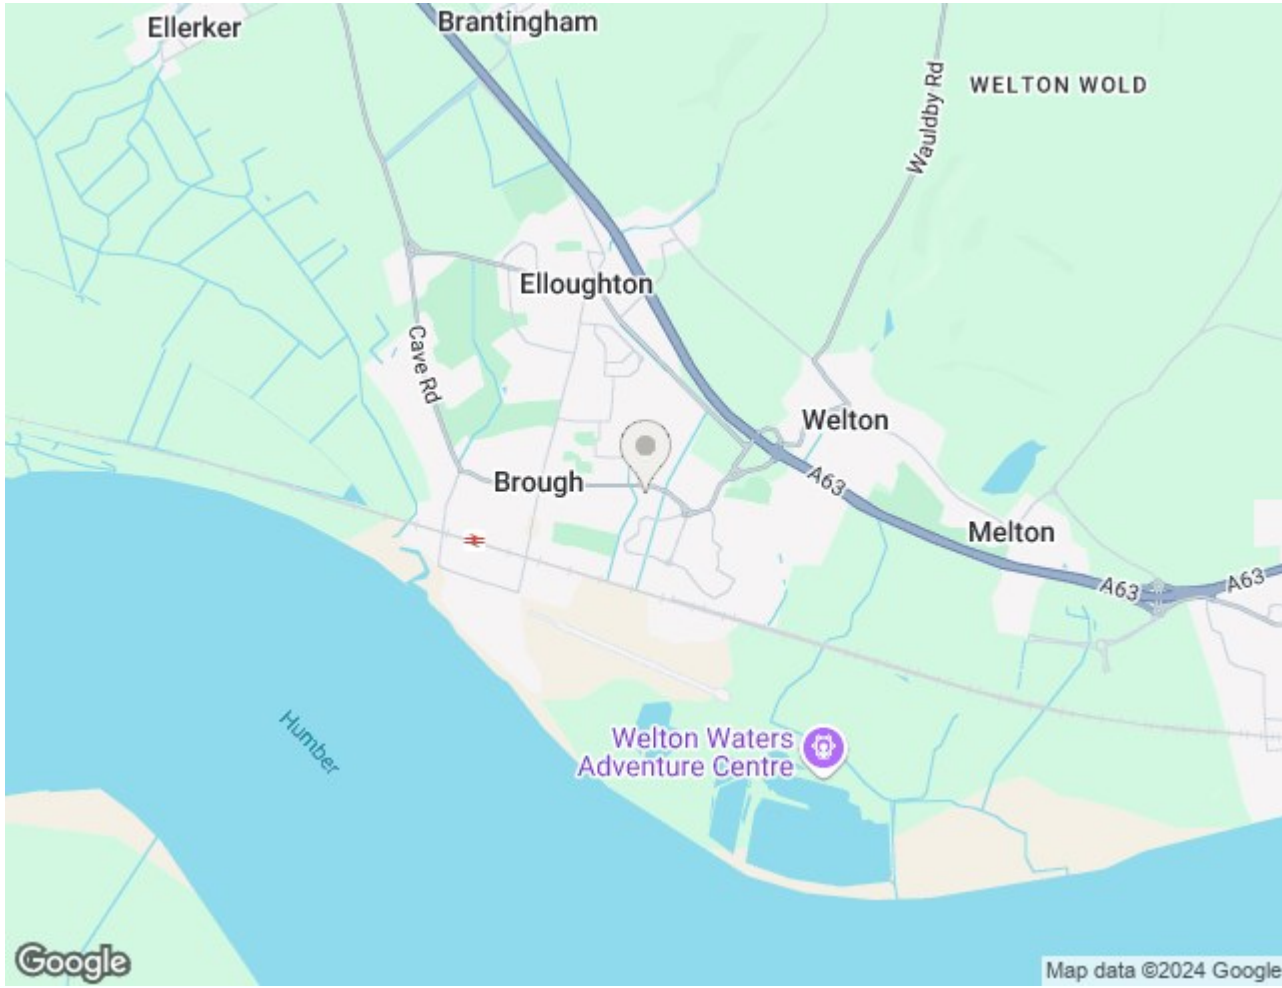 Ellerker
Brantingham
WELTON WOLD
Wauldby Rd
Elloughton
Cave Rd
Welton
Brough
A63
Melton
A63
A63
Humber
Welton Waters
Adventure Centre
Google
Map data ©2024 Google